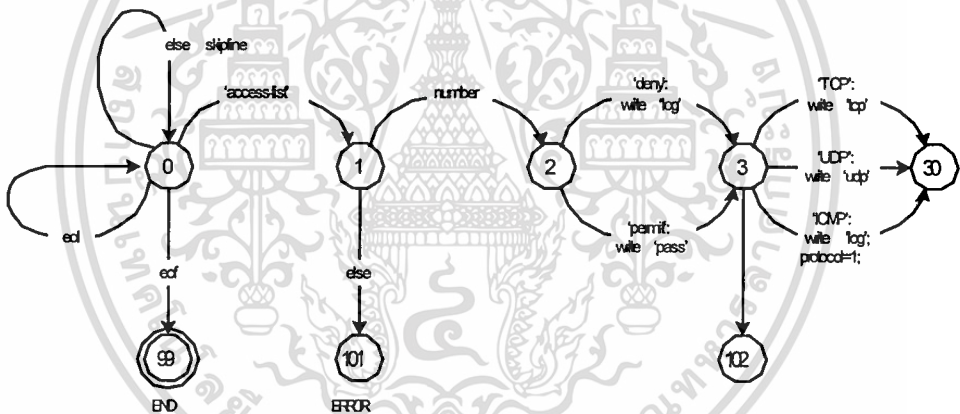 else skipline
'access-list'
number
'deny':
write 'log'
'TCP':
write 'tcp'
0
1
2
3
'UDP':
write 'udp'
30
eol
'permit':
write 'pass'
'ICMP':
write 'log';
protocol=1;
eof
else
99
101
102
END
ERROR